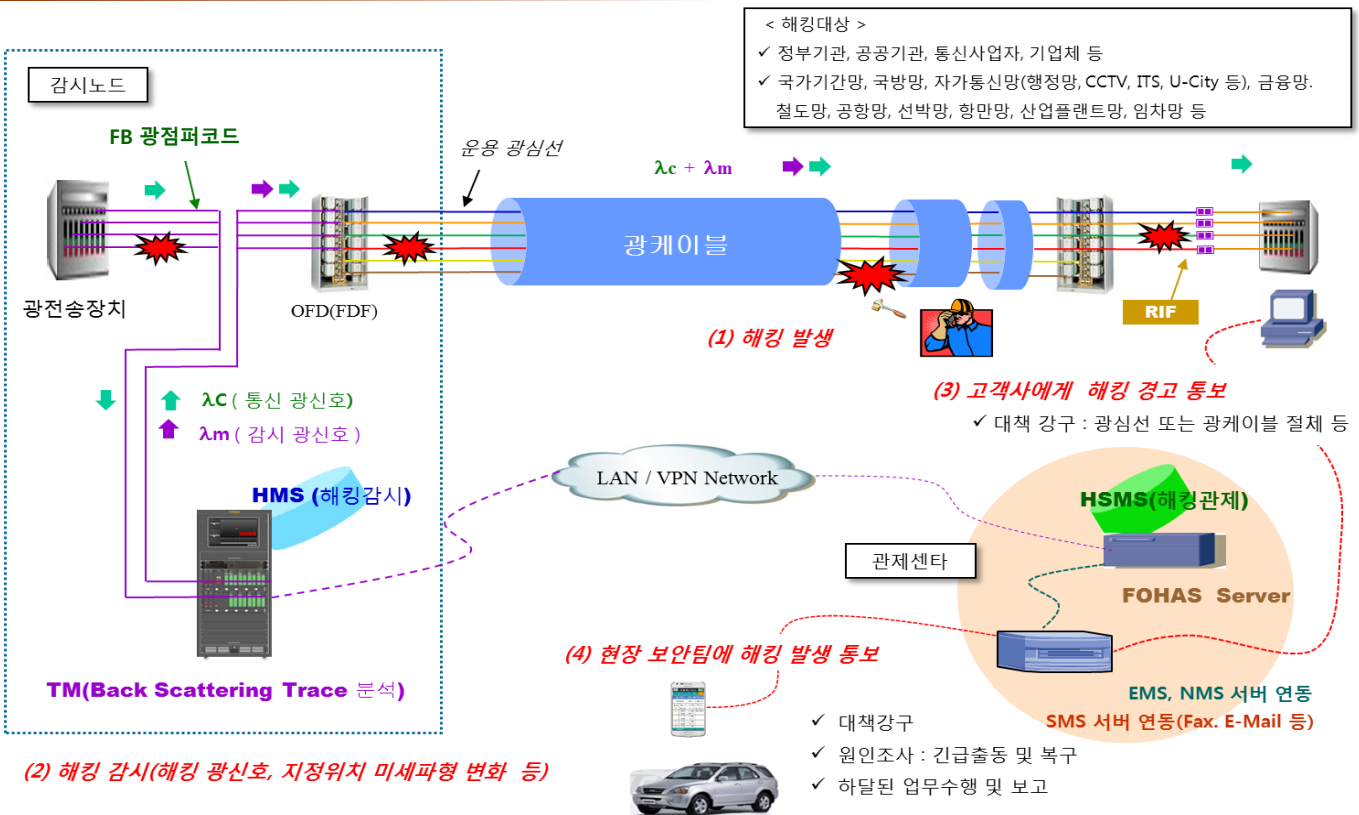 < 해킹대상 >
✓ 정부기관, 공공기관, 통신사업자, 기업체 등
✓ 국가기간망, 국방망, 자가통신망(행정망, CCTV, ITS, U-City 등), 금융망.
철도망, 공항망, 선박망, 항만망, 산업플랜트망, 임차망 등
감시노드
FB 광점퍼코드
운용 광심선
λc + λm
광케이블
광전송장치
OFD(FDF)
RIF
(1) 해킹 발생
(3) 고객사에게 해킹 경고 통보
✓ 대책 강구 : 광심선 또는 광케이블 절체 등
λC ( 통신 광신호)
λm ( 감시 광신호 )
LAN / VPN Network
HMS (해킹감시)
HSMS(해킹관제)
관제센타
FOHAS Server
(4) 현장 보안팀에 해킹 발생 통보
TM(Back Scattering Trace 분석)
EMS, NMS 서버 연동
SMS 서버 연동(Fax. E-Mail 등)
✓ 대책강구
✓ 원인조사 : 긴급출동 및 복구
✓ 하달된 업무수행 및 보고
(2) 해킹 감시(해킹 광신호, 지정위치 미세파형 변화 등)